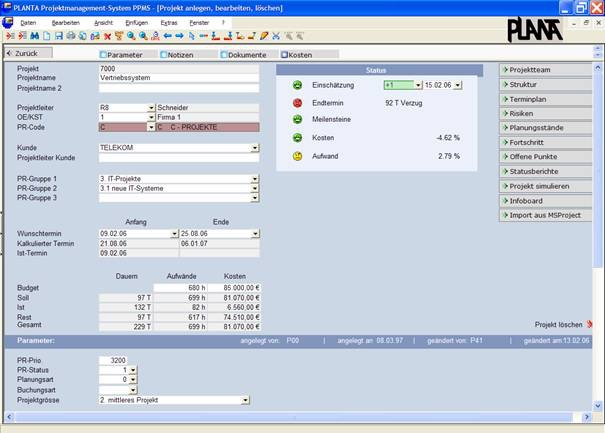 PLANTA Projektmanagement-System PPMS - [Projekt anlegen, bearbeiten, löschen]
Datei Bearbeiten Ansicht Einfügen Extras Fenster ?
PLANTA
Zurück Parameter Notizen Dokumente Kosten
Projekt 7000
Projektname Vertriebssystem
Projektname 2
Projektleiter R8 Schneider
OE/KST 1 Firma 1
PR-Code C C C - PROJEKTE
Kunde TELEKOM
Projektleiter Kunde
PR-Gruppe 1 3. IT-Projekte
PR-Gruppe 2 3.1 neue IT-Systeme
PR-Gruppe 3
Anfang Ende
Wunschtermin 09.02.06 25.08.06
Kalkulierter Termin 21.08.06 06.01.07
Ist-Termin 09.02.06
Dauern Aufwände Kosten
Budget 680 h 85.000,00 €
Soll 97 T 699 h 81.070,00 €
Ist 132 T 82 h 6.560,00 €
Rest 97 T 617 h 74.510,00 €
Gesamt 229 T 699 h 81.070,00 €
Status
Einschätzung +1 15.02.06
Endtermin 92 T Verzug
Meilensteine
Kosten -4.62 %
Aufwand 2.79 %
Projektteam
Struktur
Terminplan
Risiken
Planungsstände
Fortschritt
Offene Punkte
Statusberichte
Projekt simulieren
Infoboard
Import aus MSProject
Projekt löschen
Parameter: angelegt von: P00 | angelegt am 08.03.97 | geändert von: P41 | geändert am: 13.02.06
PR-Prio 3200
PR-Status 1
Planungsart 0
Buchungsart
Projektgrösse 2 mittleres Projekt